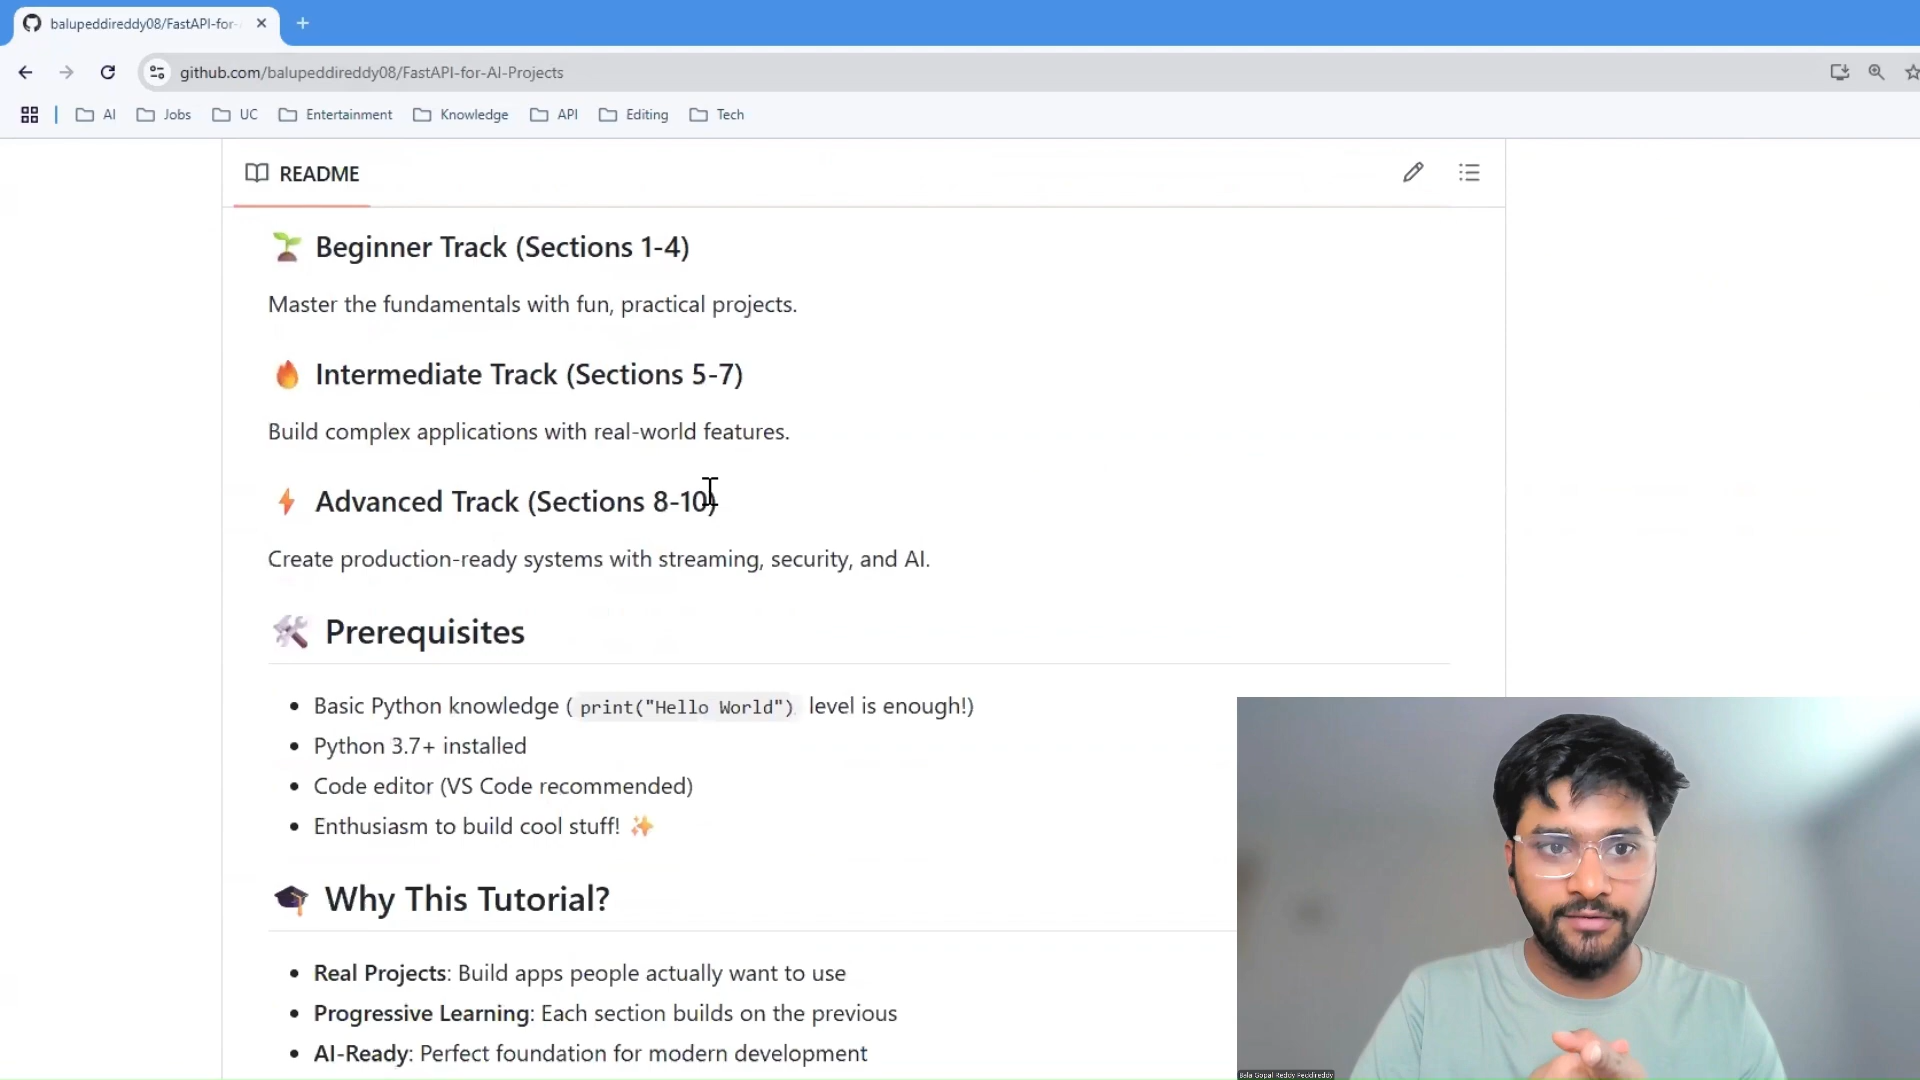 balupeddireddy08/FastAPI-for-
github.com/balupeddireddy08/FastAPI-for-AI-Projects
AI Jobs UC Entertainment Knowledge API Editing Tech
README
Beginner Track (Sections 1-4)
Master the fundamentals with fun, practical projects.
Intermediate Track (Sections 5-7)
Build complex applications with real-world features.
Advanced Track (Sections 8-10)
Create production-ready systems with streaming, security, and AI.
Prerequisites
Basic Python knowledge ( print("Hello World") level is enough!)
Python 3.7+ installed
Code editor (VS Code recommended)
Enthusiasm to build cool stuff! ✨
Why This Tutorial?
Real Projects: Build apps people actually want to use
Progressive Learning: Each section builds on the previous
AI-Ready: Perfect foundation for modern development
Bala Gopal Reddy Peddireddy